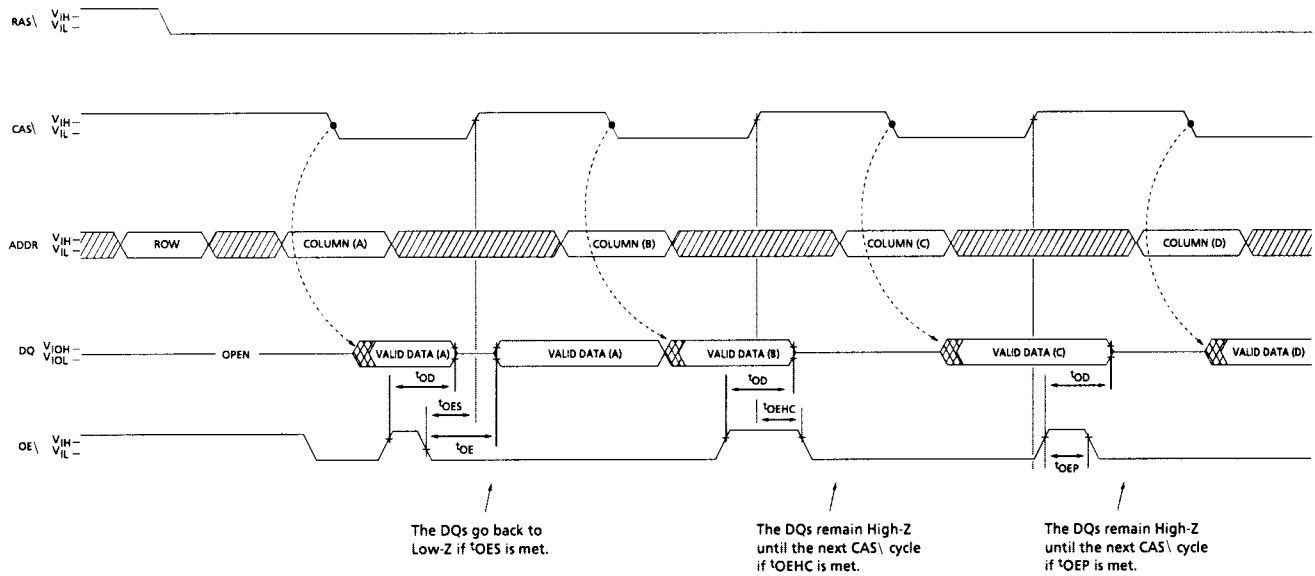 RAS\ VIH VIL
CAS\ VIH VIL
ADDR VIH VIL ROW COLUMN (A) COLUMN (B) COLUMN (C) COLUMN (D)
DQ VIOH VIOL OPEN VALID DATA (A) VALID DATA (A) VALID DATA (B) VALID DATA (C) VALID DATA (D)
tOD tOD tOD
tOES tOEHC
OE\ VIH VIL tOE tOEP
The DQs go back to
Low-Z if tOES is met.
The DQs remain High-Z
until the next CAS\ cycle
if tOEHC is met.
The DQs remain High-Z
until the next CAS\ cycle
if tOEP is met.